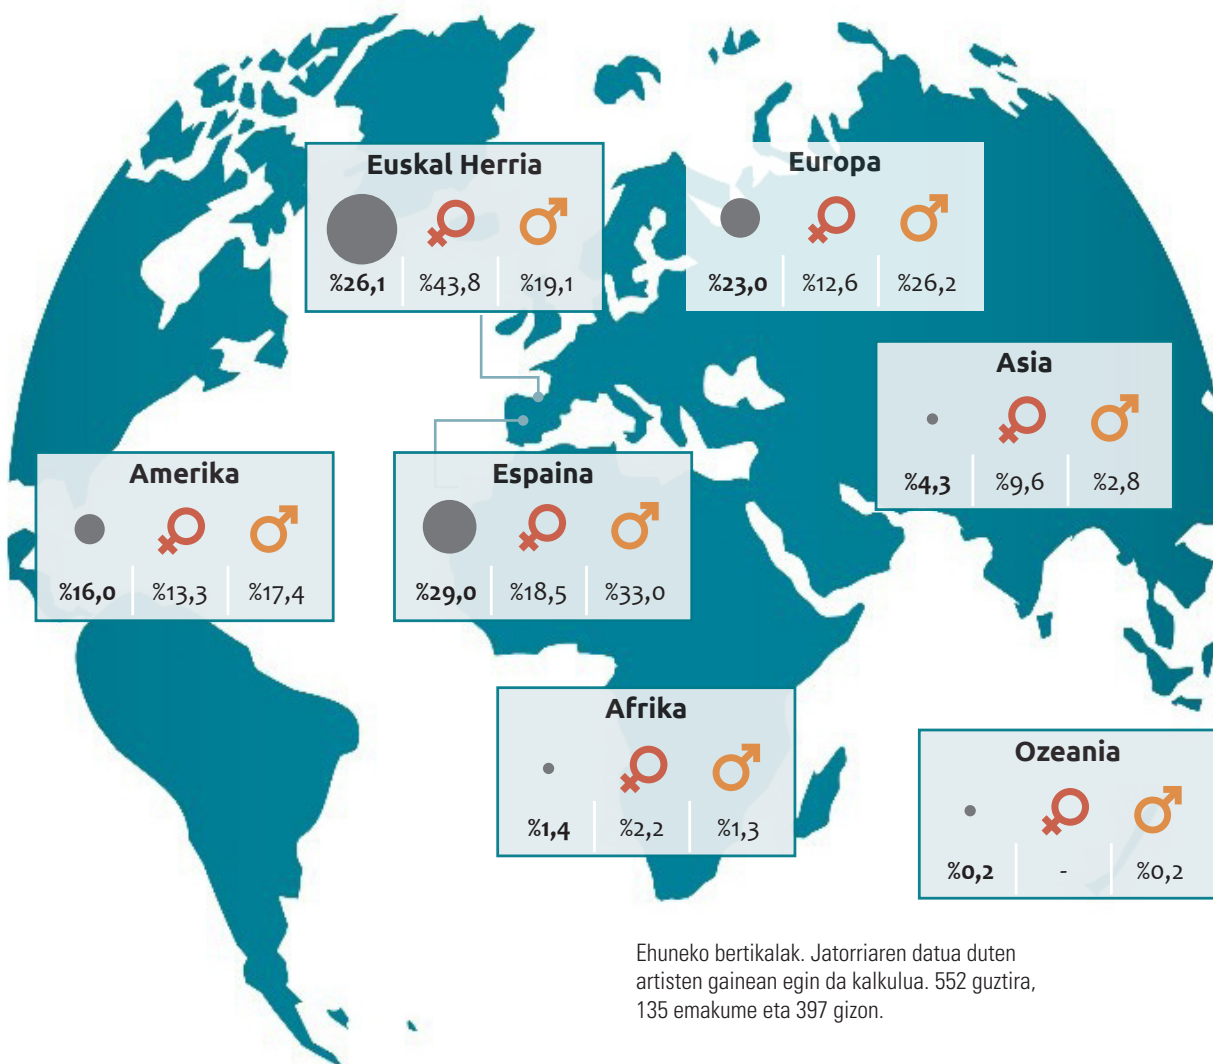 Euskal Herria
%26,1 %43,8 %19,1
Europa
%23,0 %12,6 %26,2
Asia
%4,3 %9,6 %2,8
Amerika
%16,0 %13,3 %17,4
Espaina
%29,0 %18,5 %33,0
Afrika
%1,4 %2,2 %1,3
Ozeania
%0,2 - %0,2
Ehuneko bertikalak. Jatorriaren datua duten
artisten gainean egin da kalkulua. 552 guztira,
135 emakume eta 397 gizon.